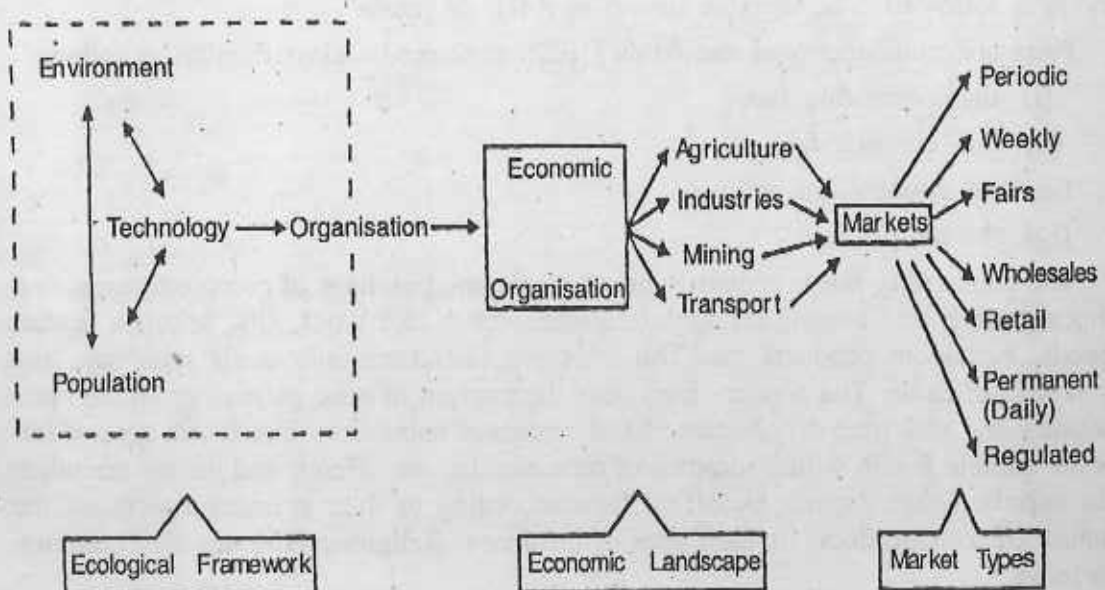 Environment
Technology
Population
Organisation
Economic
Organisation
Agriculture
Industries
Mining
Transport
Markets
Periodic
Weekly
Fairs
Wholesales
Retail
Permanent
(Daily)
Regulated
Ecological Framework
Economic Landscape
Market Types